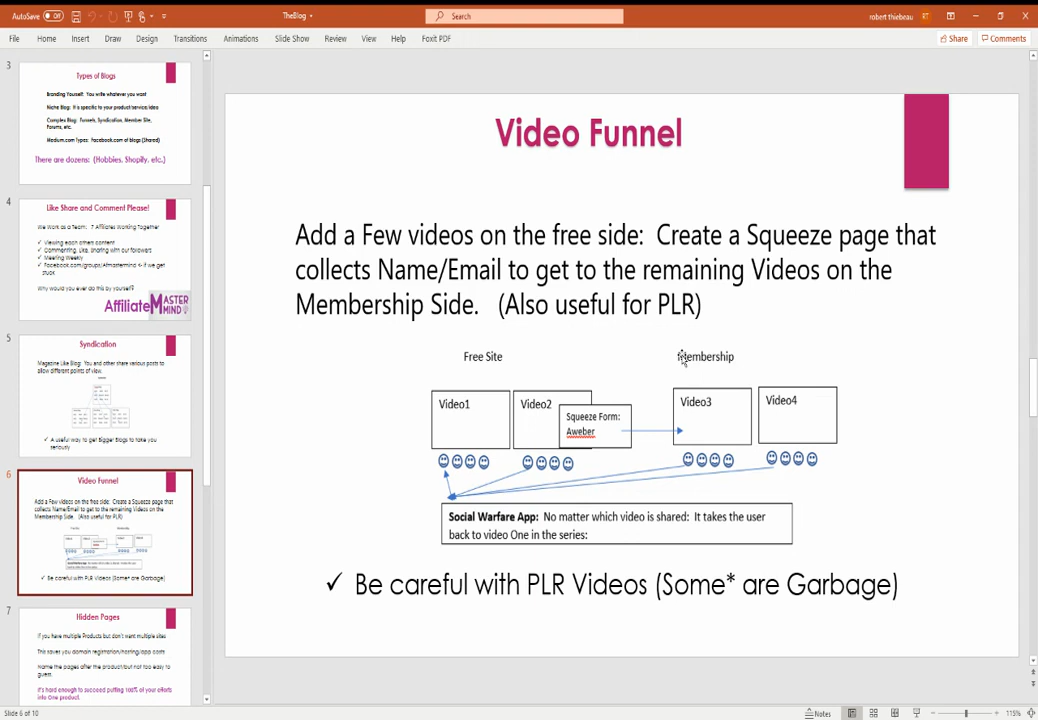 AutoSave Off TheBlog Search robert thiebeau RT
File Home Insert Draw Design Transitions Animations Slide Show Review View Help Foxit PDF Share Comments
3
Types of Blogs
Branding Yourself: You write whatever you want
Niche Blog: It is specific to your product/service/idea
Complex Blog: Funnels, Syndication, Member Site,
Forums, etc.
Medium.com Types: Facebook.com of blogs (Shared)
There are dozens: (Hobbies, Shopify, etc.)
4
Like Share and Comment Please!
We Work as a Team: 7 Affiliates Working Together
✓ Viewing each others content
✓ Commenting, Like, Sharing with our followers
✓ Meeting Weekly
✓ Facebook.com/groups/Afmastermind <- If we get
stuck
Why would you ever do this by yourself?
Affiliate MASTER
MIND
5
Syndication
Magazine Like Blog: You and other share various posts to
allow different points of view.
✓ A useful way to get Bigger Blogs to take you
seriously
6
Video Funnel
Add a Few videos on the free side: Create a Squeeze page that
collects Name/Email to get to the remaining Videos on the
Membership Side. (Also useful for PLR)
✓ Be careful with PLR Videos (Some* are Garbage)
7
Hidden Pages
If you have multiple Products but don't want multiple sites
This saves you domain registration/hosting/app costs
Name the pages after the product/but not too easy to
guess.
It's hard enough to succeed putting 100% of your efforts
into One product.
Video Funnel
Add a Few videos on the free side: Create a Squeeze page that
collects Name/Email to get to the remaining Videos on the
Membership Side. (Also useful for PLR)
Free Site Membership
Video1 Video2 Video3 Video4
Squeeze Form:
Aweber
Social Warfare App: No matter which video is shared: It takes the user
back to video One in the series:
✓ Be careful with PLR Videos (Some* are Garbage)
Slide 6 of 10 Notes 115%